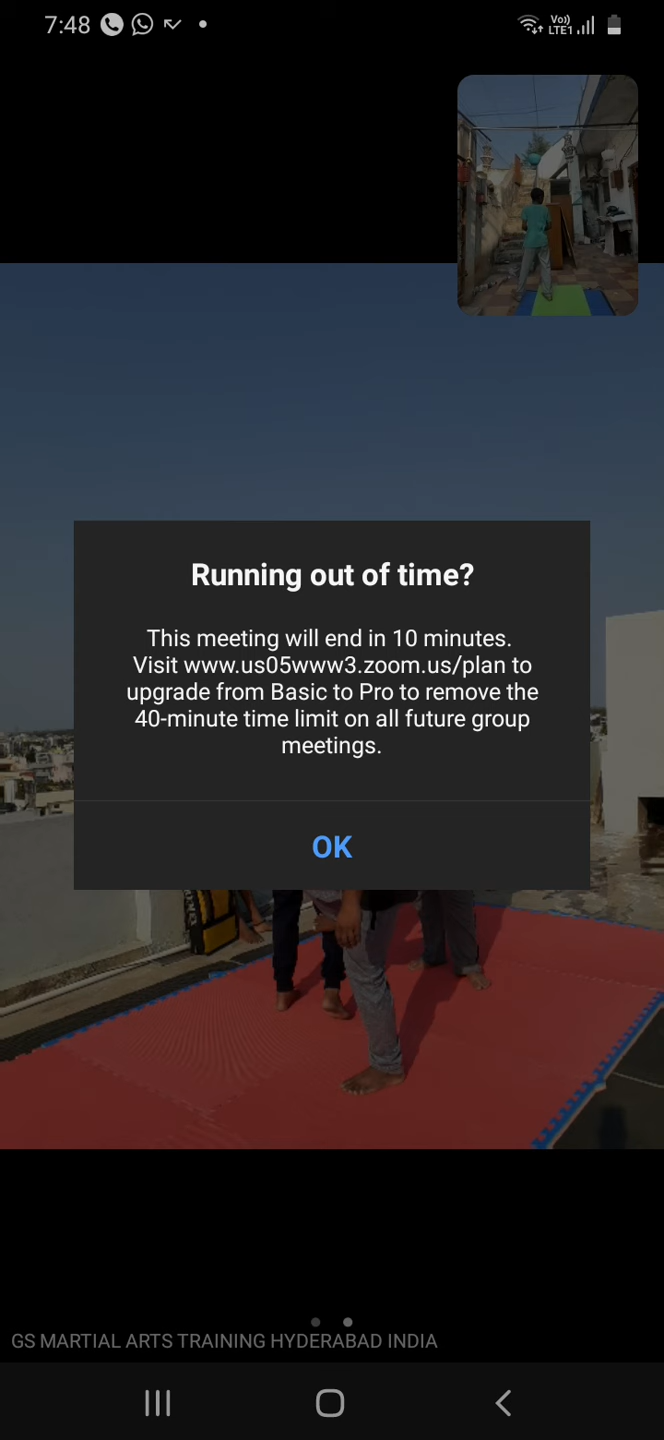 7:48
Vo))
LTE1
Running out of time?
This meeting will end in 10 minutes.
Visit www.us05www3.zoom.us/plan to
upgrade from Basic to Pro to remove the
40-minute time limit on all future group
meetings.
OK
GS MARTIAL ARTS TRAINING HYDERABAD INDIA